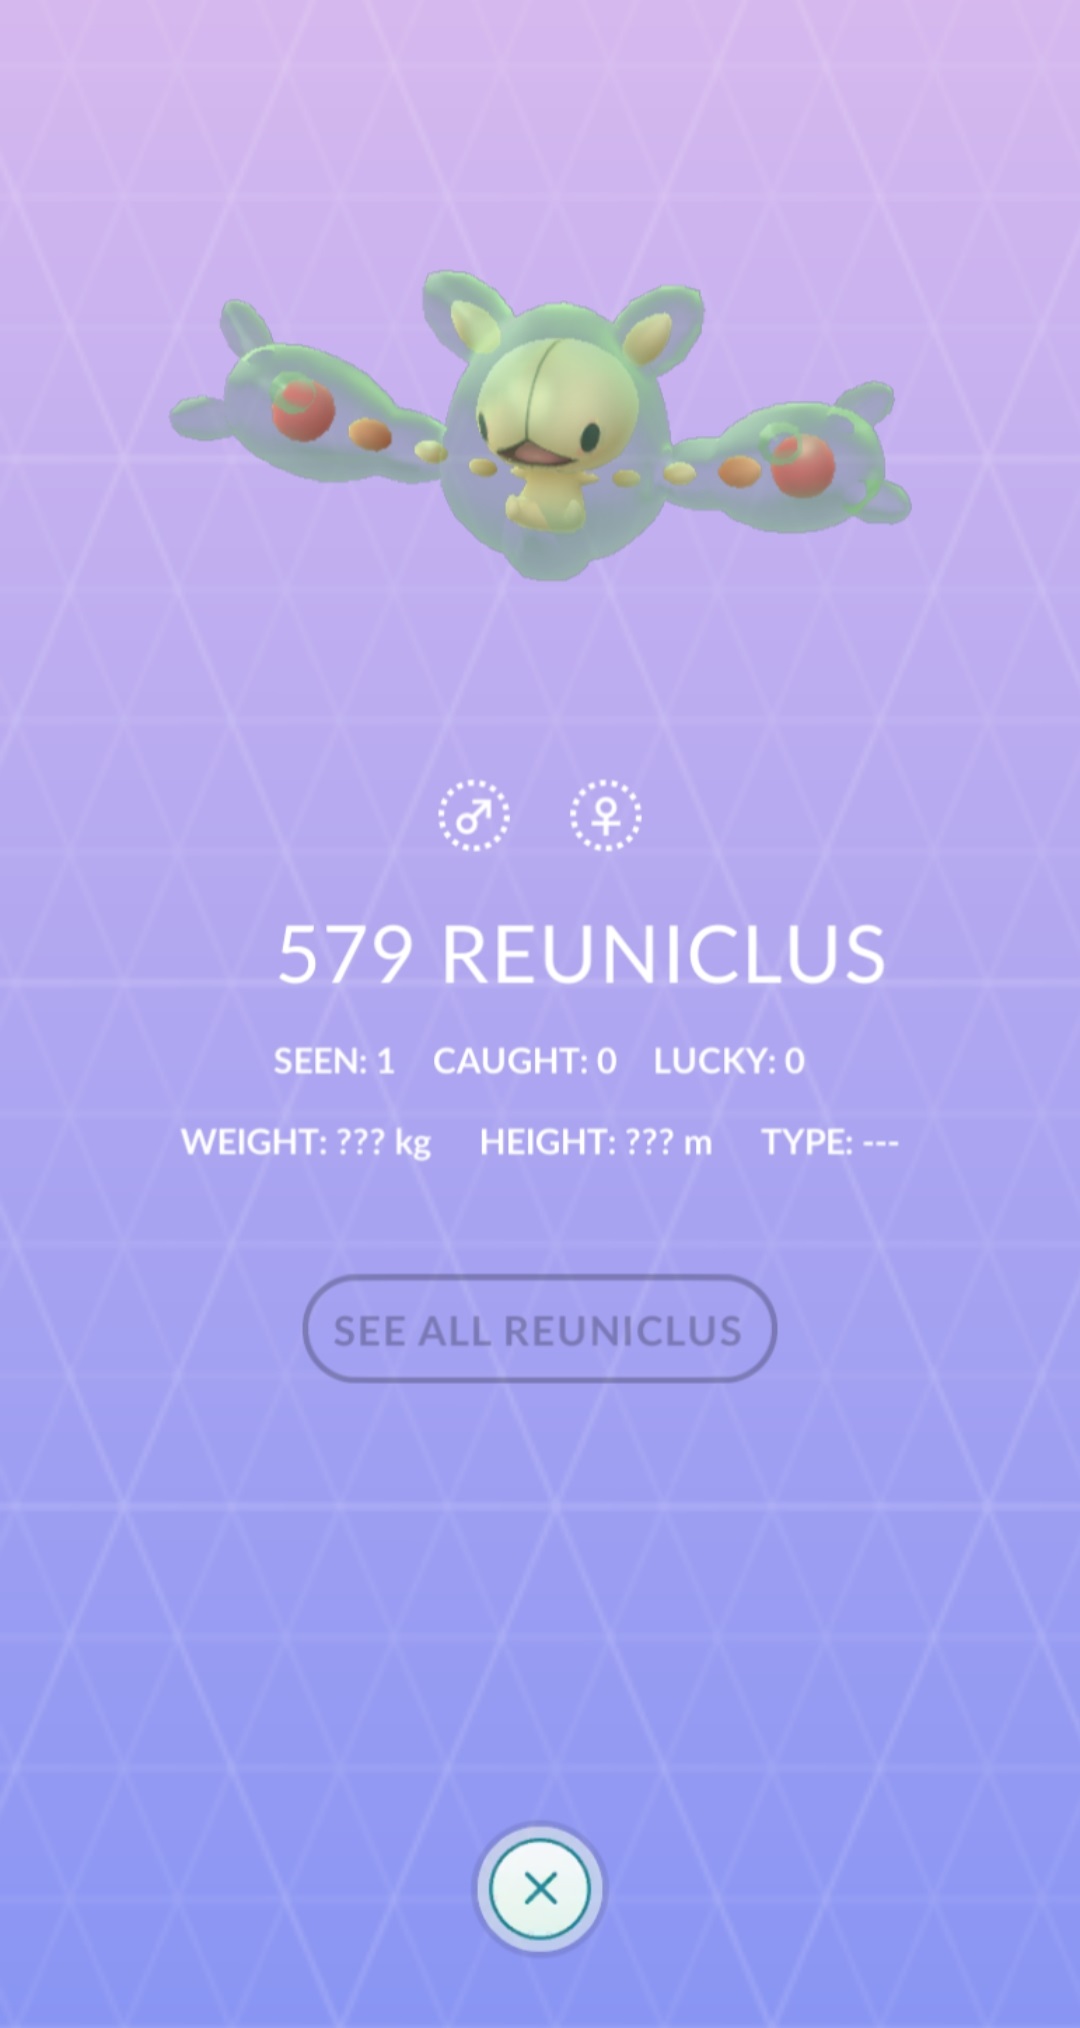 579 REUNICLUS
SEEN: 1 CAUGHT: 0 LUCKY: 0
WEIGHT: ??? kg HEIGHT: ??? m TYPE: ---
SEE ALL REUNICLUS